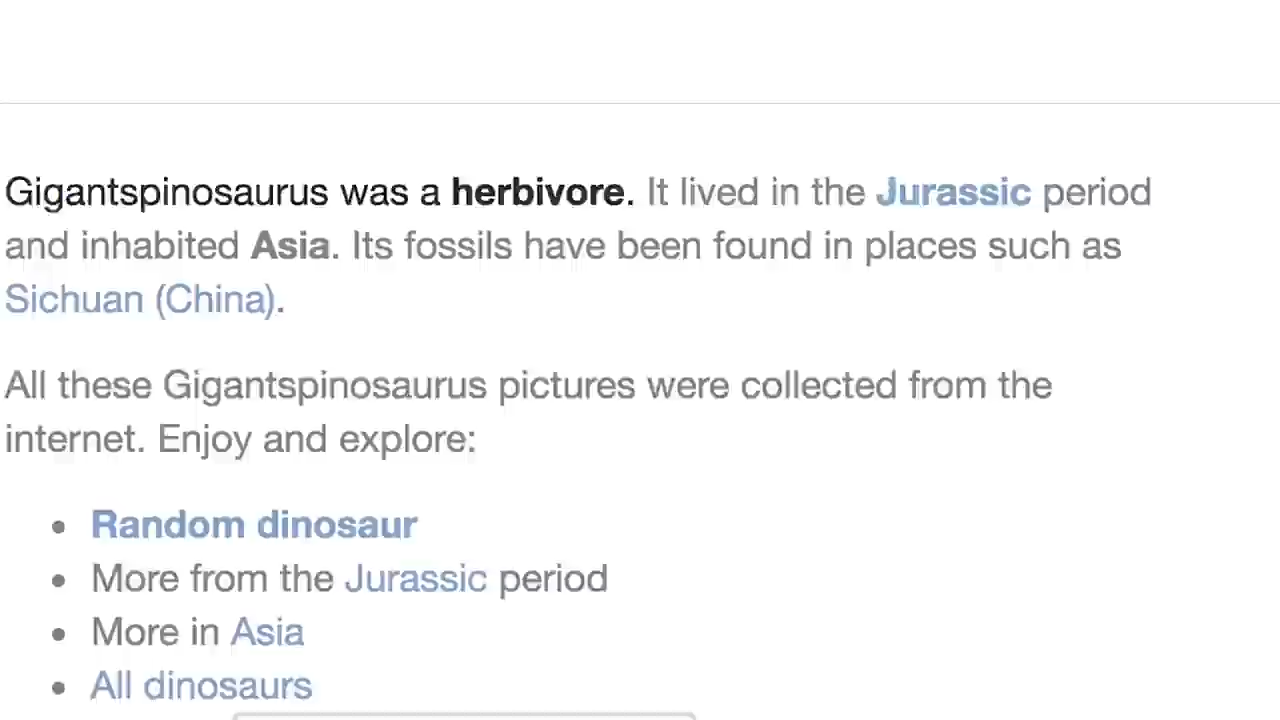 Gigantspinosaurus was a herbivore. It lived in the Jurassic period
and inhabited Asia. Its fossils have been found in places such as
Sichuan (China).
All these Gigantspinosaurus pictures were collected from the
internet. Enjoy and explore:
• Random dinosaur
• More from the Jurassic period
• More in Asia
• All dinosaurs